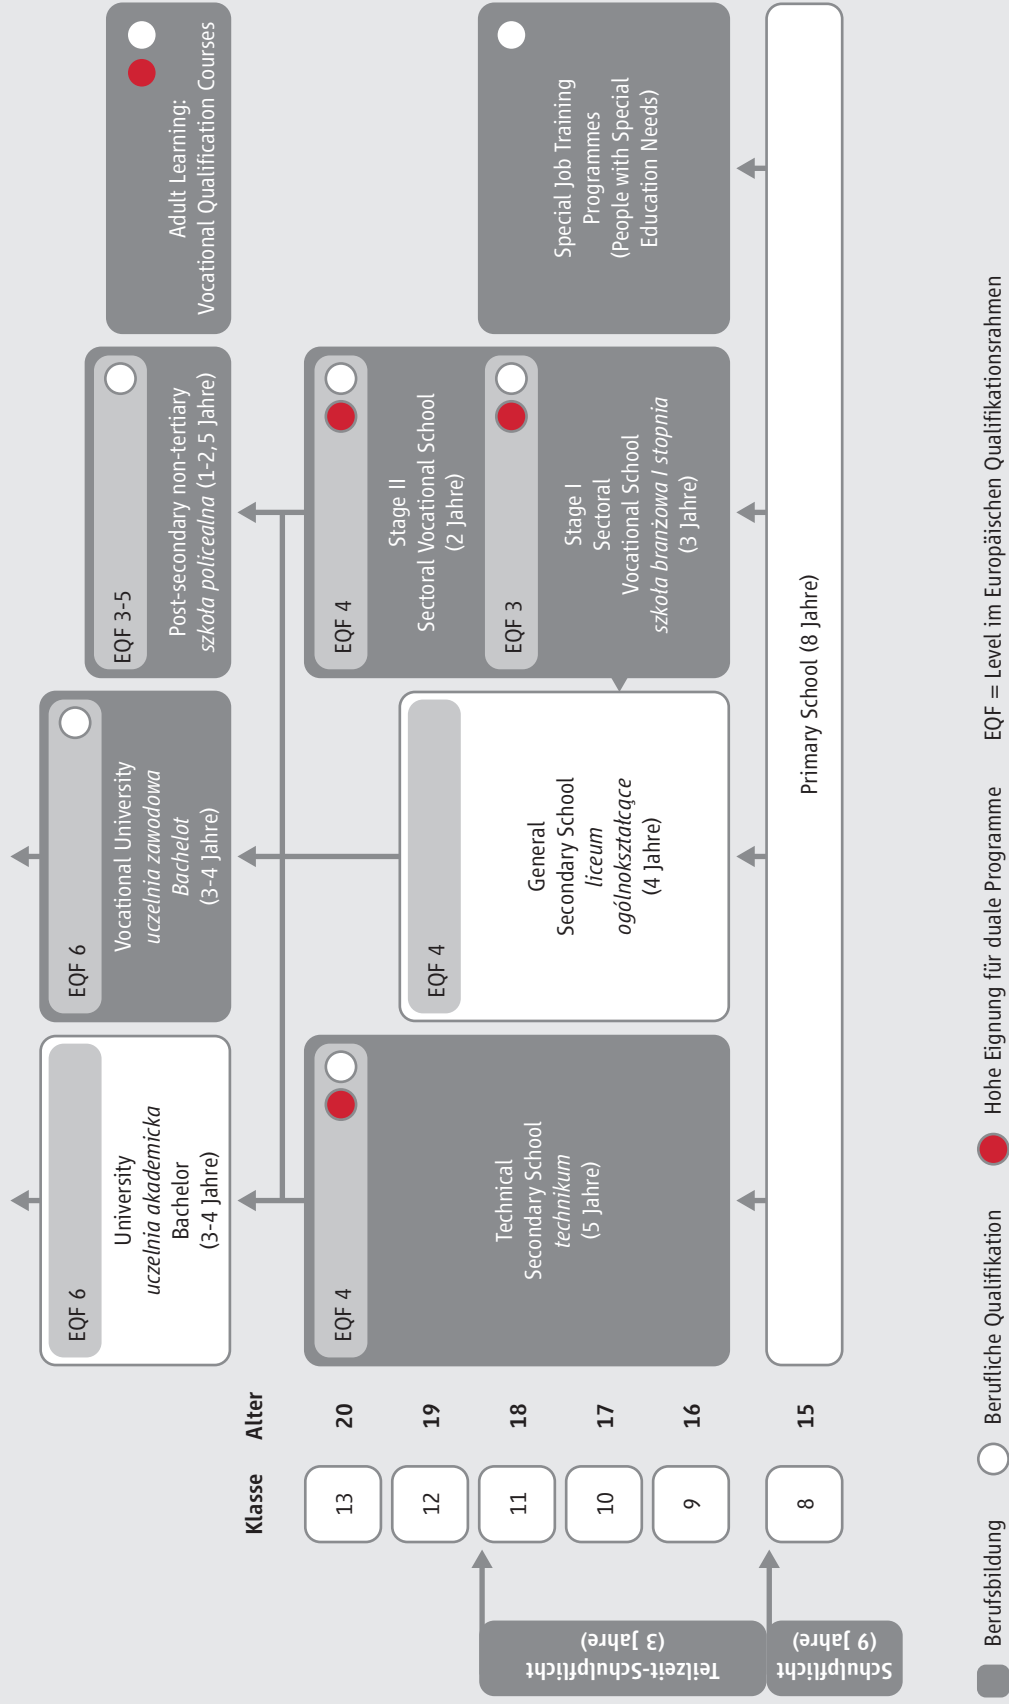 EQF 6
University
uczelnia akademicka
Bachelor
(3-4 Jahre)
EQF 6
Vocational University
uczelnia zawodowa
Bachelot
(3-4 Jahre)
EQF 3-5
Post-secondary non-tertiary
szkoła policealna (1-2,5 Jahre)
Adult Learning:
Vocational Qualification Courses
Klasse
Alter
13
20
12
19
11
18
10
17
9
16
8
15
EQF 4
Technical
Secondary School
technikum
(5 Jahre)
EQF 4
General
Secondary School
liceum
ogólnokształcące
(4 Jahre)
EQF 4
Stage II
Sectoral Vocational School
(2 Jahre)
EQF 3
Stage I
Sectoral
Vocational School
szkoła branżowa I stopnia
(3 Jahre)
Special Job Training
Programmes
(People with Special
Education Needs)
Primary School (8 Jahre)
Teilzeit-Schulpflicht
(3 Jahre)
Schulpflicht
(9 Jahre)
Berufsbildung
Berufliche Qualifikation
Hohe Eignung für duale Programme
EQF = Level im Europäischen Qualifikationsrahmen